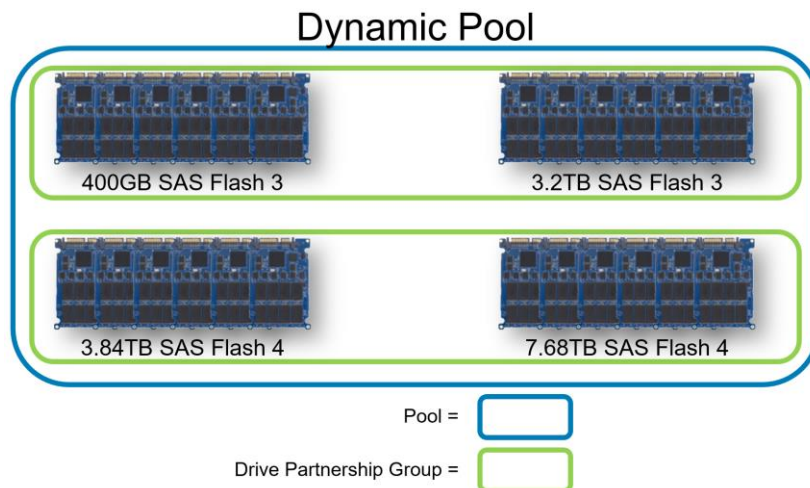 Dynamic Pool
400GB SAS Flash 3
3.2TB SAS Flash 3
3.84TB SAS Flash 4
7.68TB SAS Flash 4
Pool =
Drive Partnership Group =